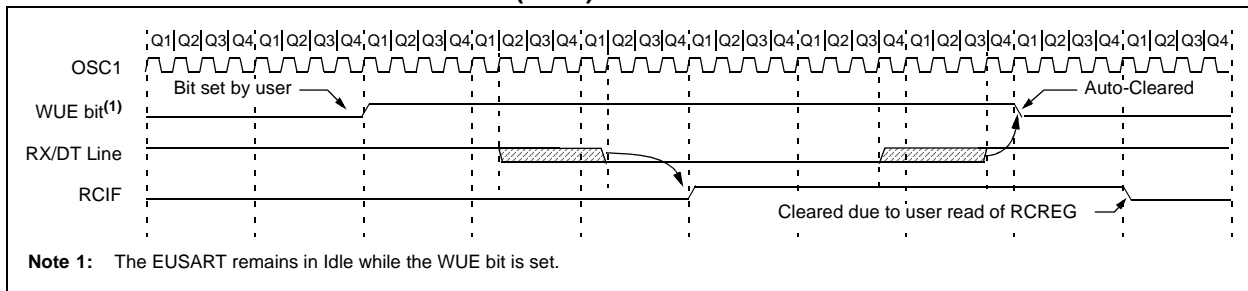 Q1 Q2 Q3 Q4 Q1 Q2 Q3 Q4 Q1 Q2 Q3 Q4 Q1 Q2 Q3 Q4 Q1 Q2 Q3 Q4 Q1 Q2 Q3 Q4 Q1 Q2 Q3 Q4 Q1 Q2 Q3 Q4 Q1 Q2 Q3 Q4 Q1 Q2 Q3 Q4
OSC1
Bit set by user
Auto-Cleared
WUE bit(1)
RX/DT Line
RCIF
Cleared due to user read of RCREG
Note 1: The EUSART remains in Idle while the WUE bit is set.